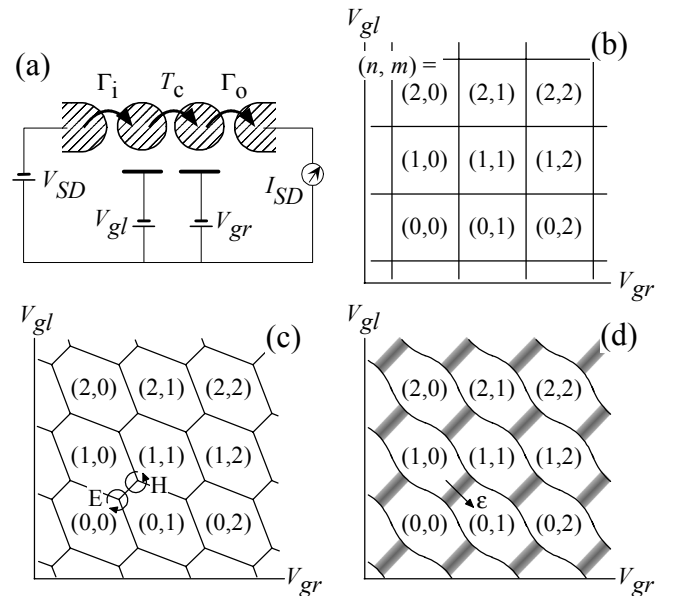 (a)
Γi
Tc
Γo
VSD
Vgl
Vgr
ISD
Vgl
(b)
(n, m) =
(2,0) (2,1) (2,2)
(1,0) (1,1) (1,2)
(0,0) (0,1) (0,2)
Vgr
Vgl
(c)
(2,0) (2,1) (2,2)
(1,0) (1,1) (1,2)
E H
(0,0) (0,1) (0,2)
Vgr
Vgl
(d)
(2,0) (2,1) (2,2)
(1,0) (1,1) (1,2)
ε
(0,0) (0,1) (0,2)
Vgr